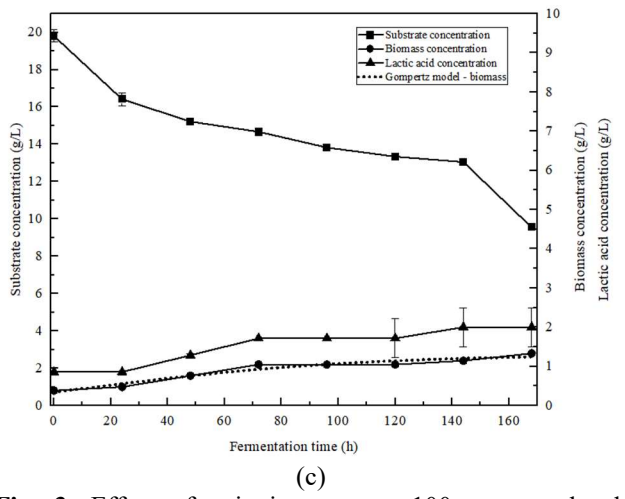 20
18
16
14
12
10
8
6
4
2
0
Substrate concentration (g/L)
Substrate concentration
Biomass concentration
Lactic acid concentration
Gompertz model - biomass
10
9
8
7
6
5
4
3
2
1
0
Biomass concentration (g/L)
Lactic acid concentration (g/L)
0 20 40 60 80 100 120 140 160
Fermentation time (h)
(c)